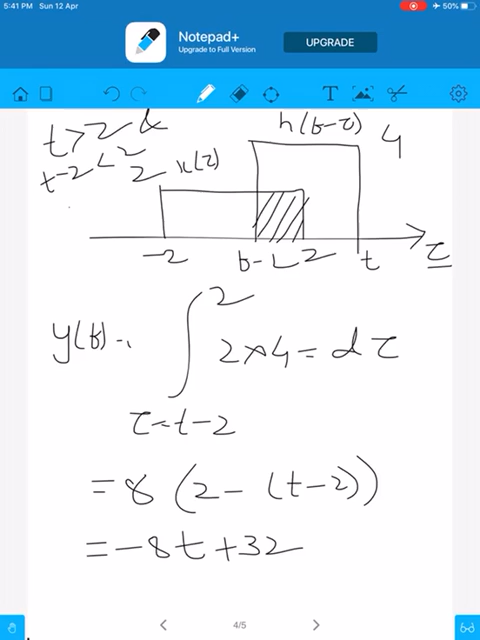 5:41 PM Sun 12 Apr 50%
Notepad+
Upgrade to Full Version
UPGRADE
T
t>2 &
t-2<2
h(t-τ)
4
2 x(τ)
-2 t-2 2 t τ
y(t) =
2
∫ 2×4 = dτ
τ=t-2
= 8 (2-(t-2))
= -8t+32
4/5